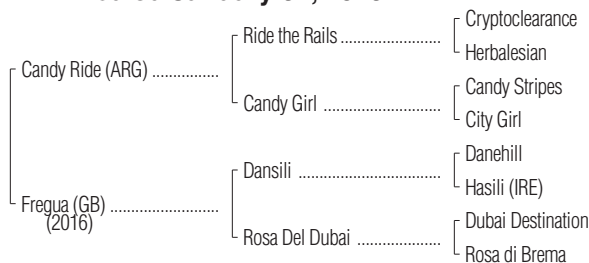 Cryptoclearance
Ride the Rails
Herbalesian
Candy Ride (ARG)
Candy Stripes
Candy Girl
City Girl
Danehill
Dansili
Hasili (IRE)
Fregua (GB)
(2016)
Dubai Destination
Rosa Del Dubai
Rosa di Brema